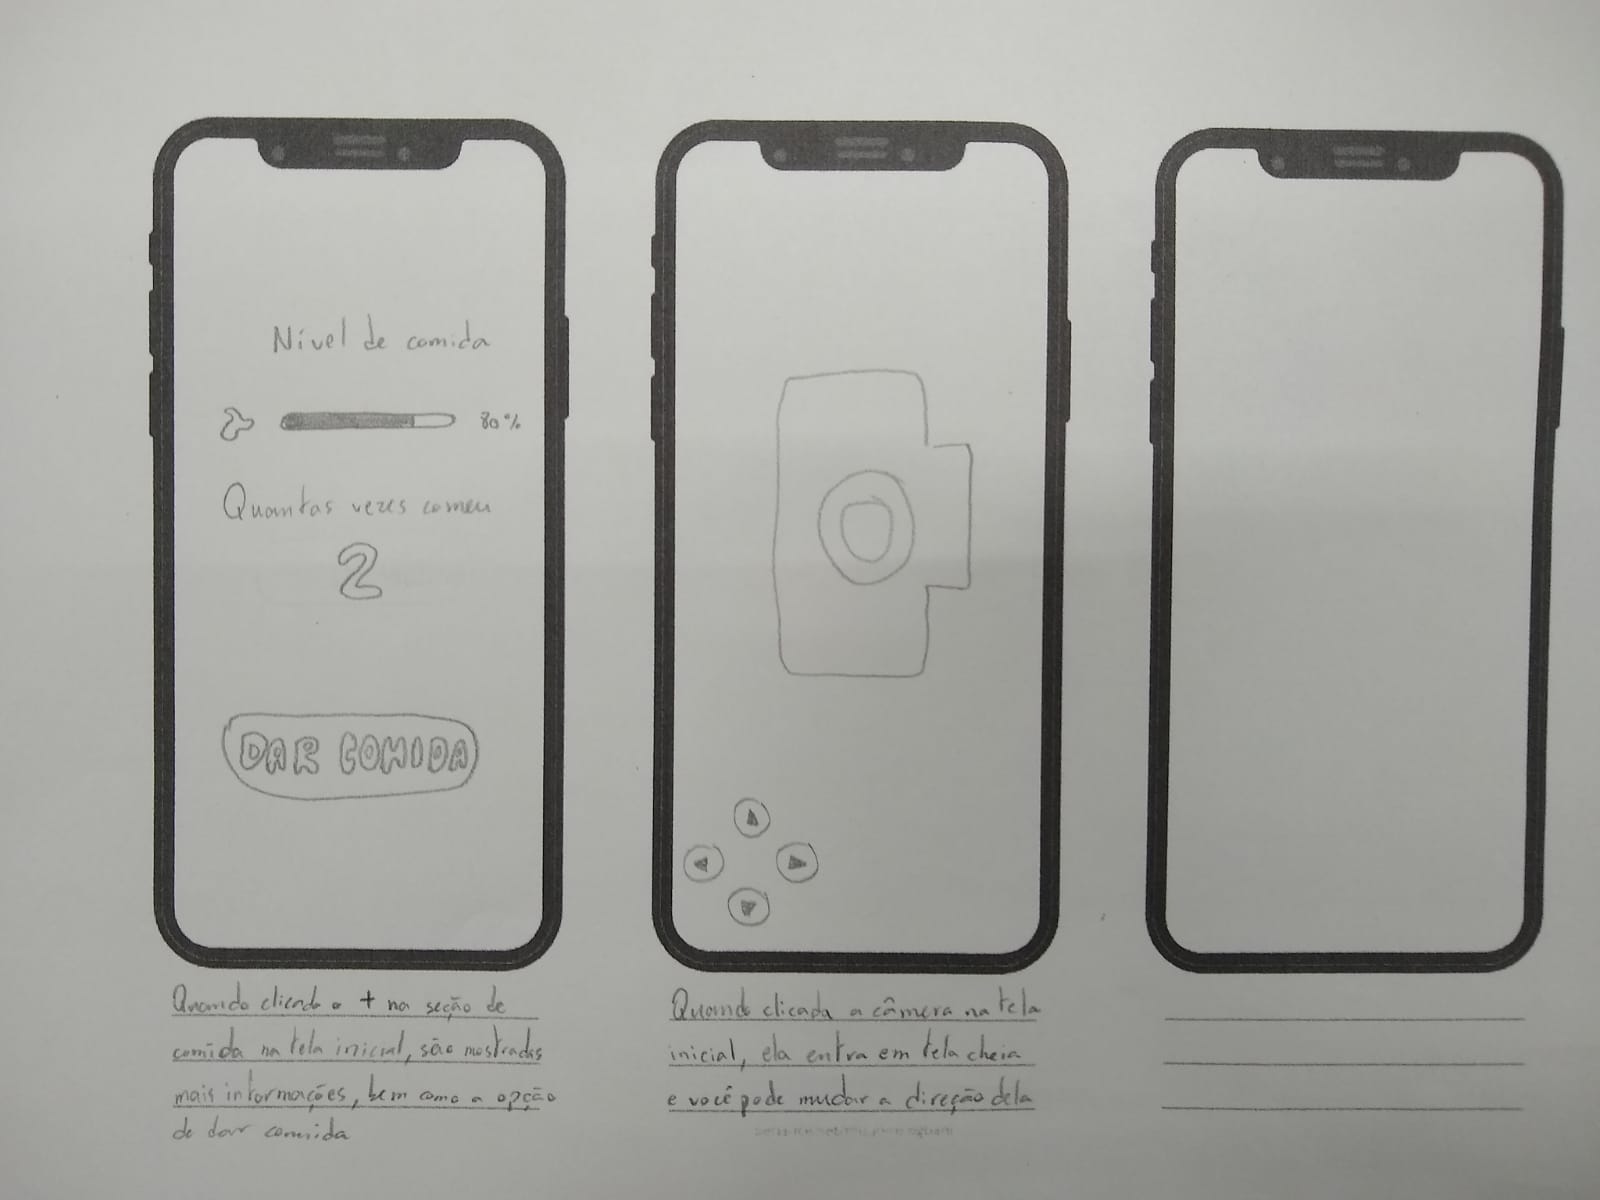 Nível de comida
80%
Quantas vezes comeu
2
DAR COMIDA
Quando clicado o + na seção de
comida na tela inicial, são mostradas
mais informações, bem como a opção
de dar comida
Quando clicada a câmera na tela
inicial, ela entra em tela cheia
e você pode mudar a direção dela